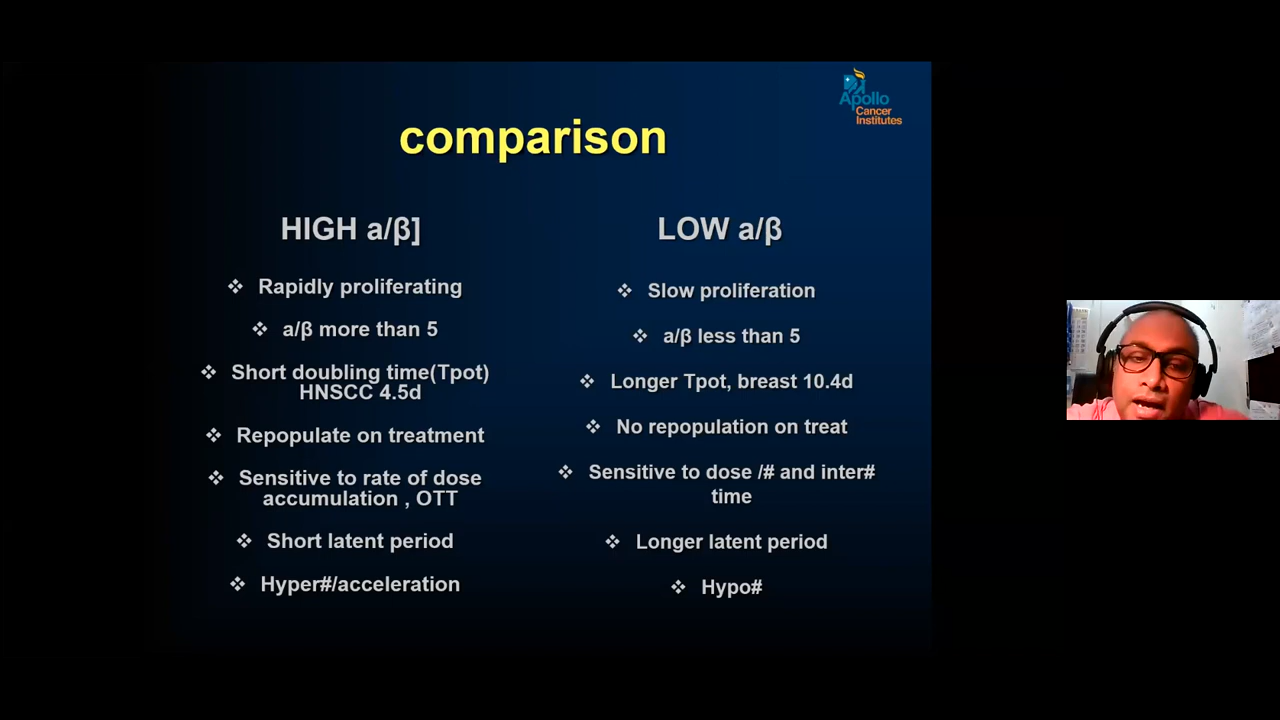 Apollo
Cancer
Institutes
comparison
HIGH a/β]
❖ Rapidly proliferating
❖ a/β more than 5
❖ Short doubling time(Tpot)
HNSCC 4.5d
❖ Repopulate on treatment
❖ Sensitive to rate of dose
accumulation , OTT
❖ Short latent period
❖ Hyper#/acceleration
LOW a/β
❖ Slow proliferation
❖ a/β less than 5
❖ Longer Tpot, breast 10.4d
❖ No repopulation on treat
❖ Sensitive to dose /# and inter#
time
❖ Longer latent period
❖ Hypo#